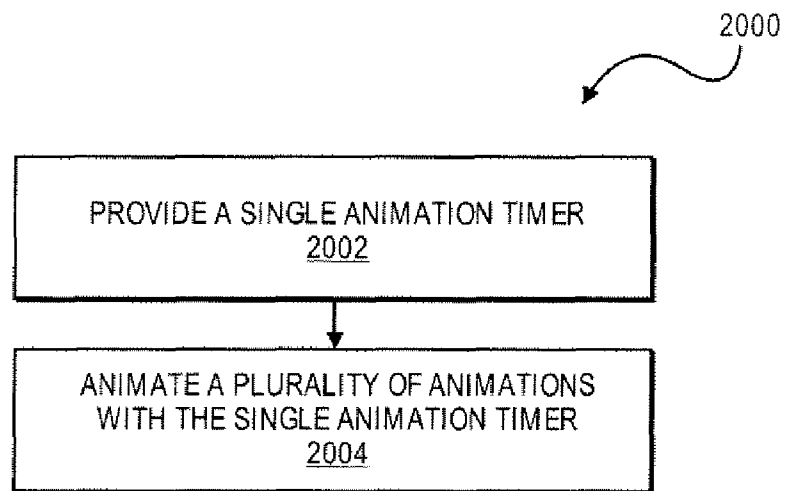 2000
PROVIDE A SINGLE ANIMATION TIMER
2002
ANIMATE A PLURALITY OF ANIMATIONS
WITH THE SINGLE ANIMATION TIMER
2004